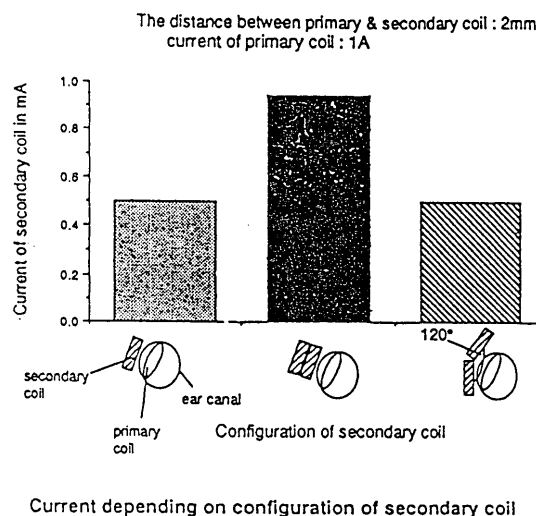 The distance between primary & secondary coil : 2mm
current of primary coil : 1A
Current of secondary coil in mA
1.0
0.8
0.6
0.4
0.2
0.0
120°
secondary
coil
primary
coil
ear canal
Configuration of secondary coil
Current depending on configuration of secondary coil